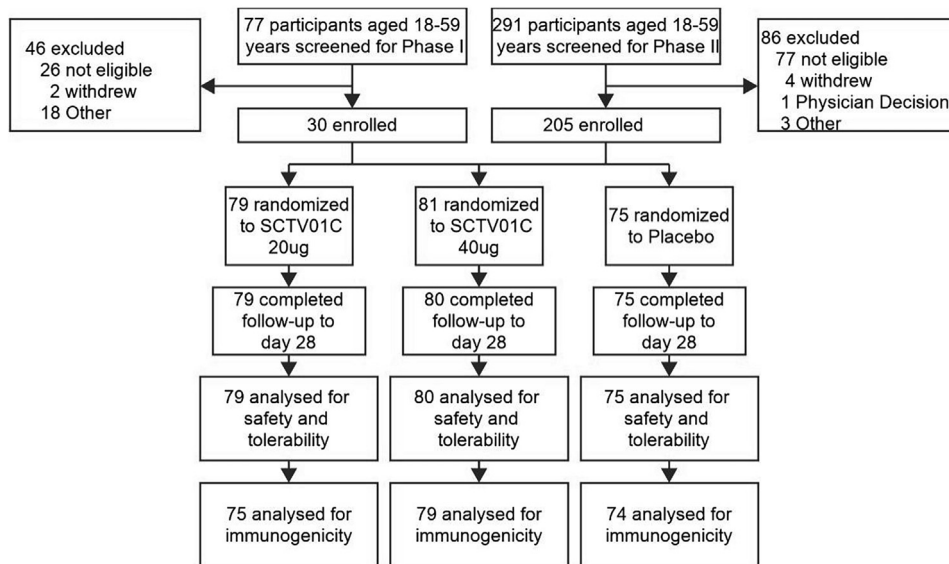 77 participants aged 18-59
years screened for Phase I
291 participants aged 18-59
years screened for Phase II
46 excluded
26 not eligible
2 withdrew
18 Other
86 excluded
77 not eligible
4 withdrew
1 Physician Decision
3 Other
30 enrolled
205 enrolled
79 randomized
to SCTV01C
20ug
81 randomized
to SCTV01C
40ug
75 randomized
to Placebo
79 completed
follow-up to
day 28
80 completed
follow-up to
day 28
75 completed
follow-up to
day 28
79 analysed for
safety and
tolerability
80 analysed for
safety and
tolerability
75 analysed for
safety and
tolerability
75 analysed for
immunogenicity
79 analysed for
immunogenicity
74 analysed for
immunogenicity